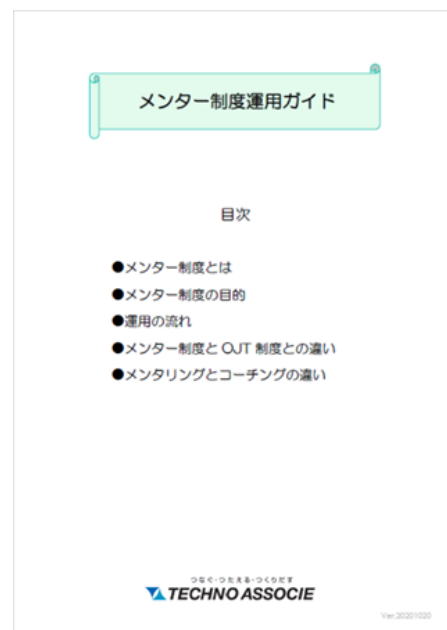 メンター制度運用ガイド
目次
●メンター制度とは
●メンター制度の目的
●運用の流れ
●メンター制度と OJT 制度との違い
●メンタリングとコーチングの違い
つなぐ・つたえる・つくりだす
TECHNO ASSOCIE
Ver.20201020